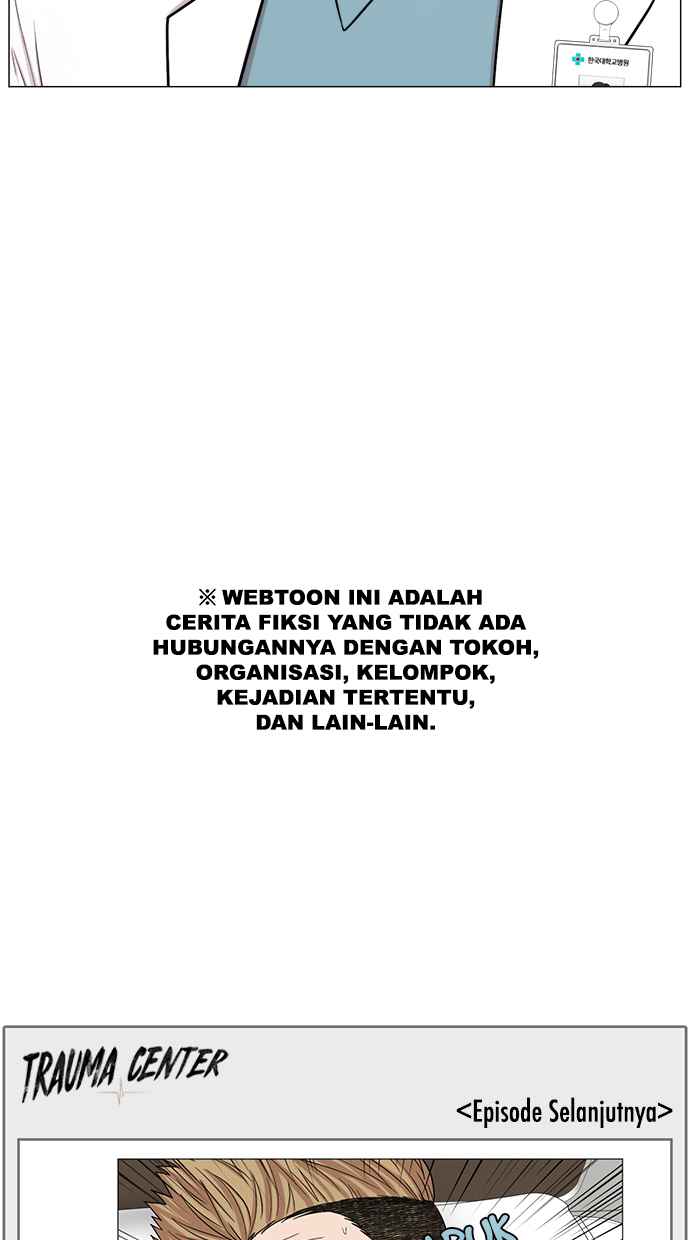 한국대학교병원
※ WEBTOON INI ADALAH
CERITA FIKSI YANG TIDAK ADA
HUBUNGANNYA DENGAN TOKOH,
ORGANISASI, KELOMPOK,
KEJADIAN TERTENTU,
DAN LAIN-LAIN.
TRAUMA CENTER
<Episode Selanjutnya>